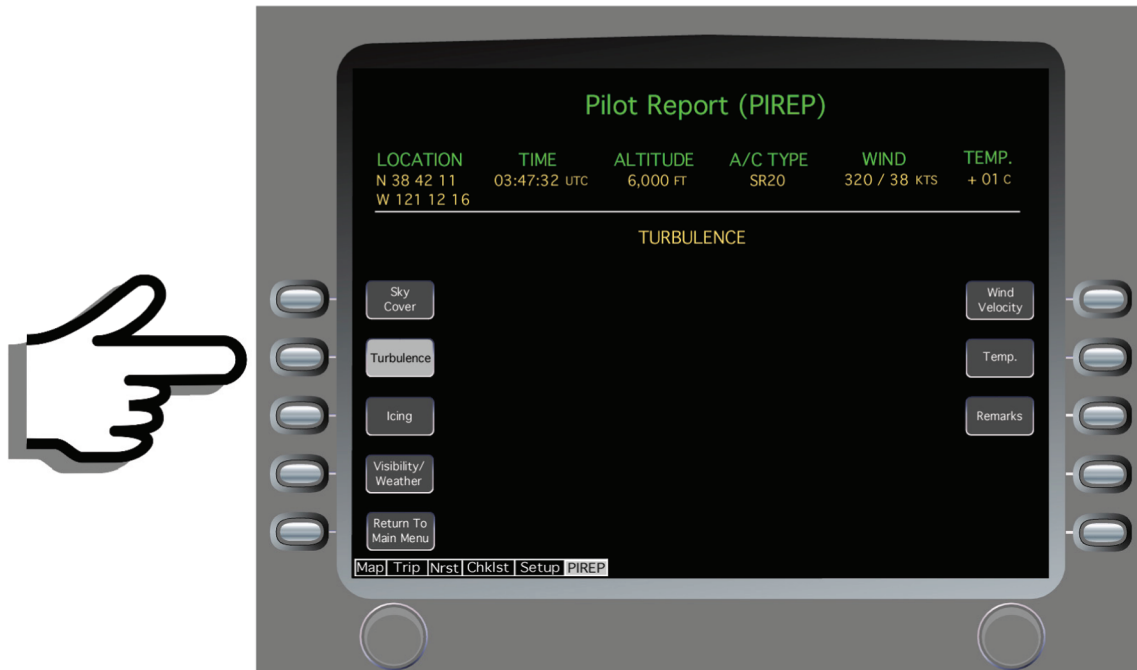 Pilot Report (PIREP)
LOCATION TIME ALTITUDE A/C TYPE WIND TEMP.
N 38 42 11 03:47:32 UTC 6,000 FT SR20 320 / 38 KTS + 01 C
W 121 12 16
TURBULENCE
Sky
Cover
Wind
Velocity
Turbulence
Temp.
Icing
Remarks
Visibility/
Weather
Return To
Main Menu
Map Trip Nrst Chklst Setup PIREP